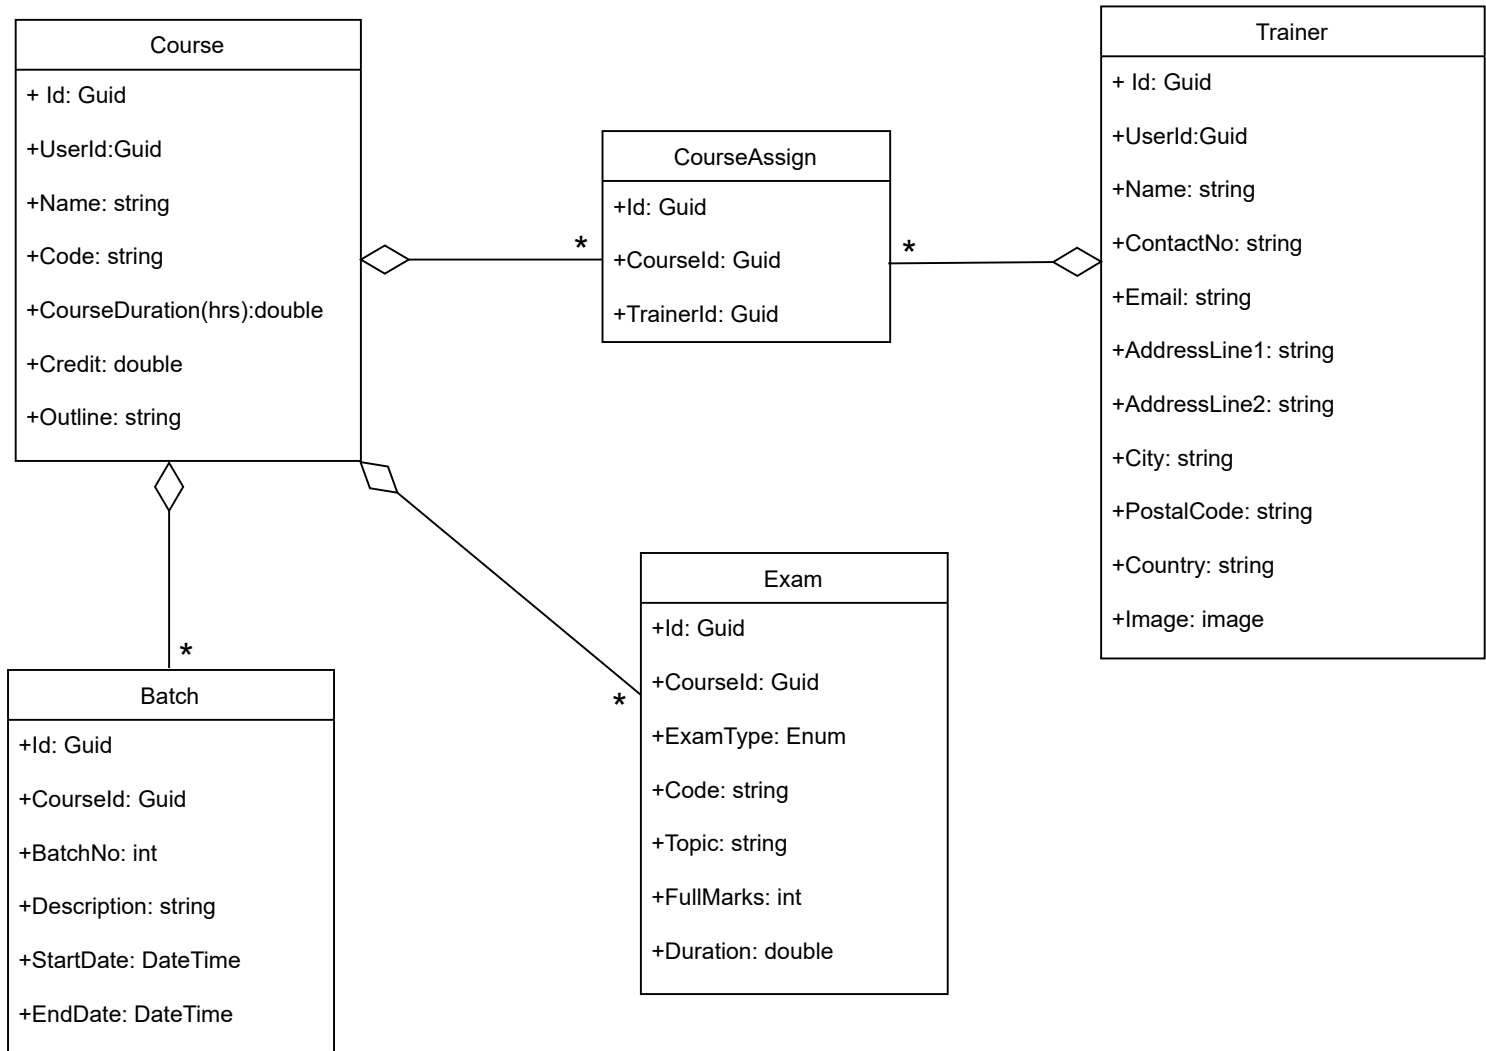 Course
+ Id: Guid
+UserId:Guid
+Name: string
+Code: string
+CourseDuration(hrs):double
+Credit: double
+Outline: string
*
CourseAssign
+Id: Guid
+CourseId: Guid
+TrainerId: Guid
*
Trainer
+ Id: Guid
+UserId:Guid
+Name: string
+ContactNo: string
+Email: string
+AddressLine1: string
+AddressLine2: string
+City: string
+PostalCode: string
+Country: string
+Image: image
*
Batch
+Id: Guid
+CourseId: Guid
+BatchNo: int
+Description: string
+StartDate: DateTime
+EndDate: DateTime
*
Exam
+Id: Guid
+CourseId: Guid
+ExamType: Enum
+Code: string
+Topic: string
+FullMarks: int
+Duration: double